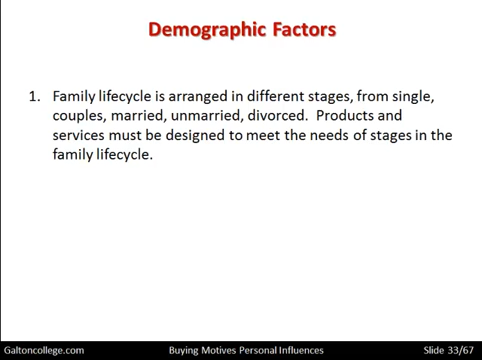 Demographic Factors
1. Family lifecycle is arranged in different stages, from single,
couples, married, unmarried, divorced. Products and
services must be designed to meet the needs of stages in the
family lifecycle.
Galtoncollege.com Buying Motives Personal Influences Slide 33/67